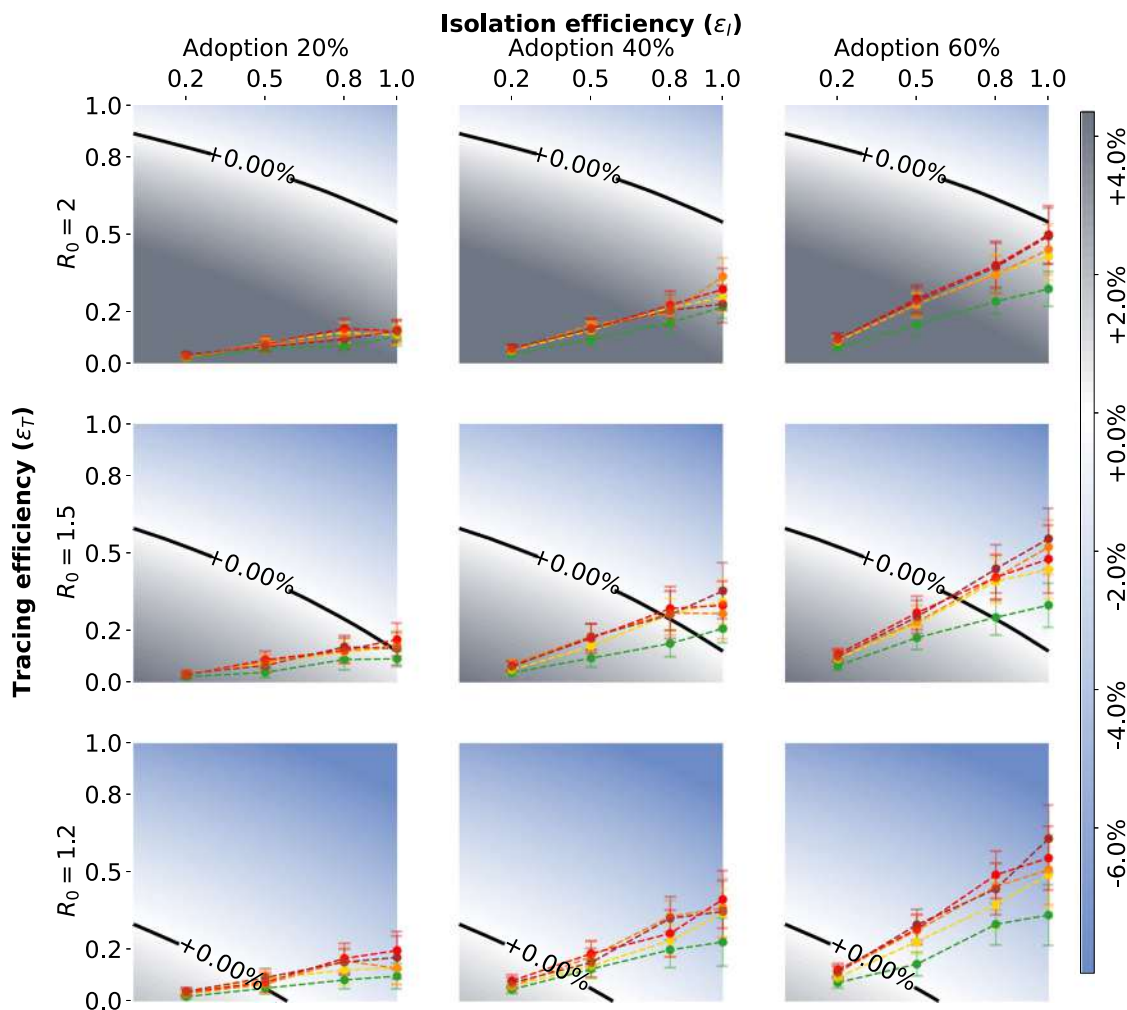 Isolation efficiency (ε_I)
Adoption 20%
Adoption 40%
Adoption 60%
0.2 0.5 0.8 1.0
0.2 0.5 0.8 1.0
0.2 0.5 0.8 1.0
Tracing efficiency (ε_T)
R₀ = 2
1.0
0.8
0.5
0.2
0.0
+0.00%
+0.00%
+0.00%
R₀ = 1.5
1.0
0.8
0.5
0.2
0.0
+0.00%
+0.00%
+0.00%
R₀ = 1.2
1.0
0.8
0.5
0.2
0.0
+0.00%
+0.00%
+0.00%
+4.0%
+2.0%
+0.0%
-2.0%
-4.0%
-6.0%